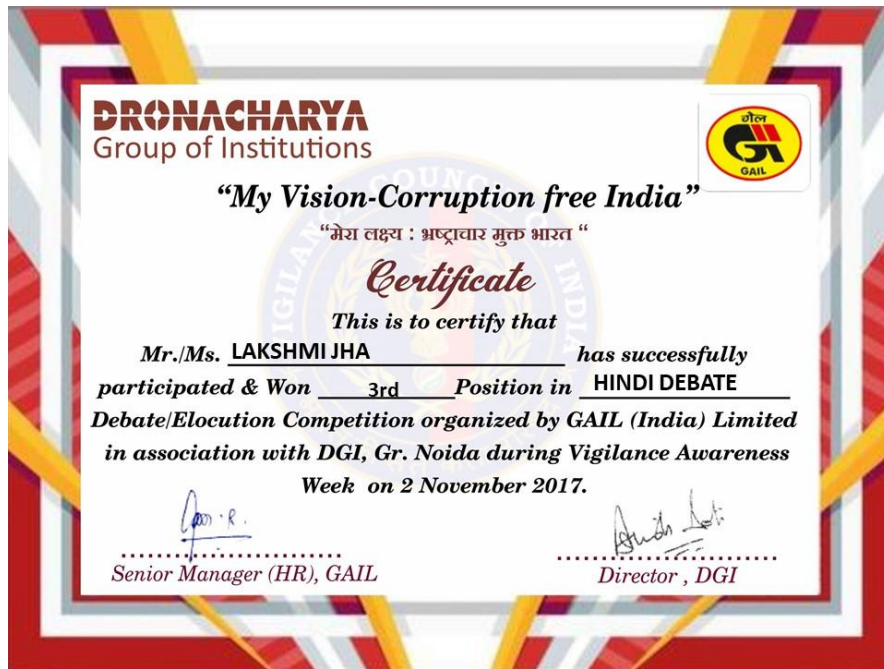 DRONACHARYA
Group of Institutions
गेल
GAIL
“My Vision-Corruption free India”
“मेरा लक्ष्य : भ्रष्ट्राचार मुक्त भारत “
Certificate
This is to certify that
Mr./Ms. LAKSHMI JHA has successfully
participated & Won 3rd Position in HINDI DEBATE
Debate/Elocution Competition organized by GAIL (India) Limited
in association with DGI, Gr. Noida during Vigilance Awareness
Week on 2 November 2017.
Senior Manager (HR), GAIL
Director , DGI